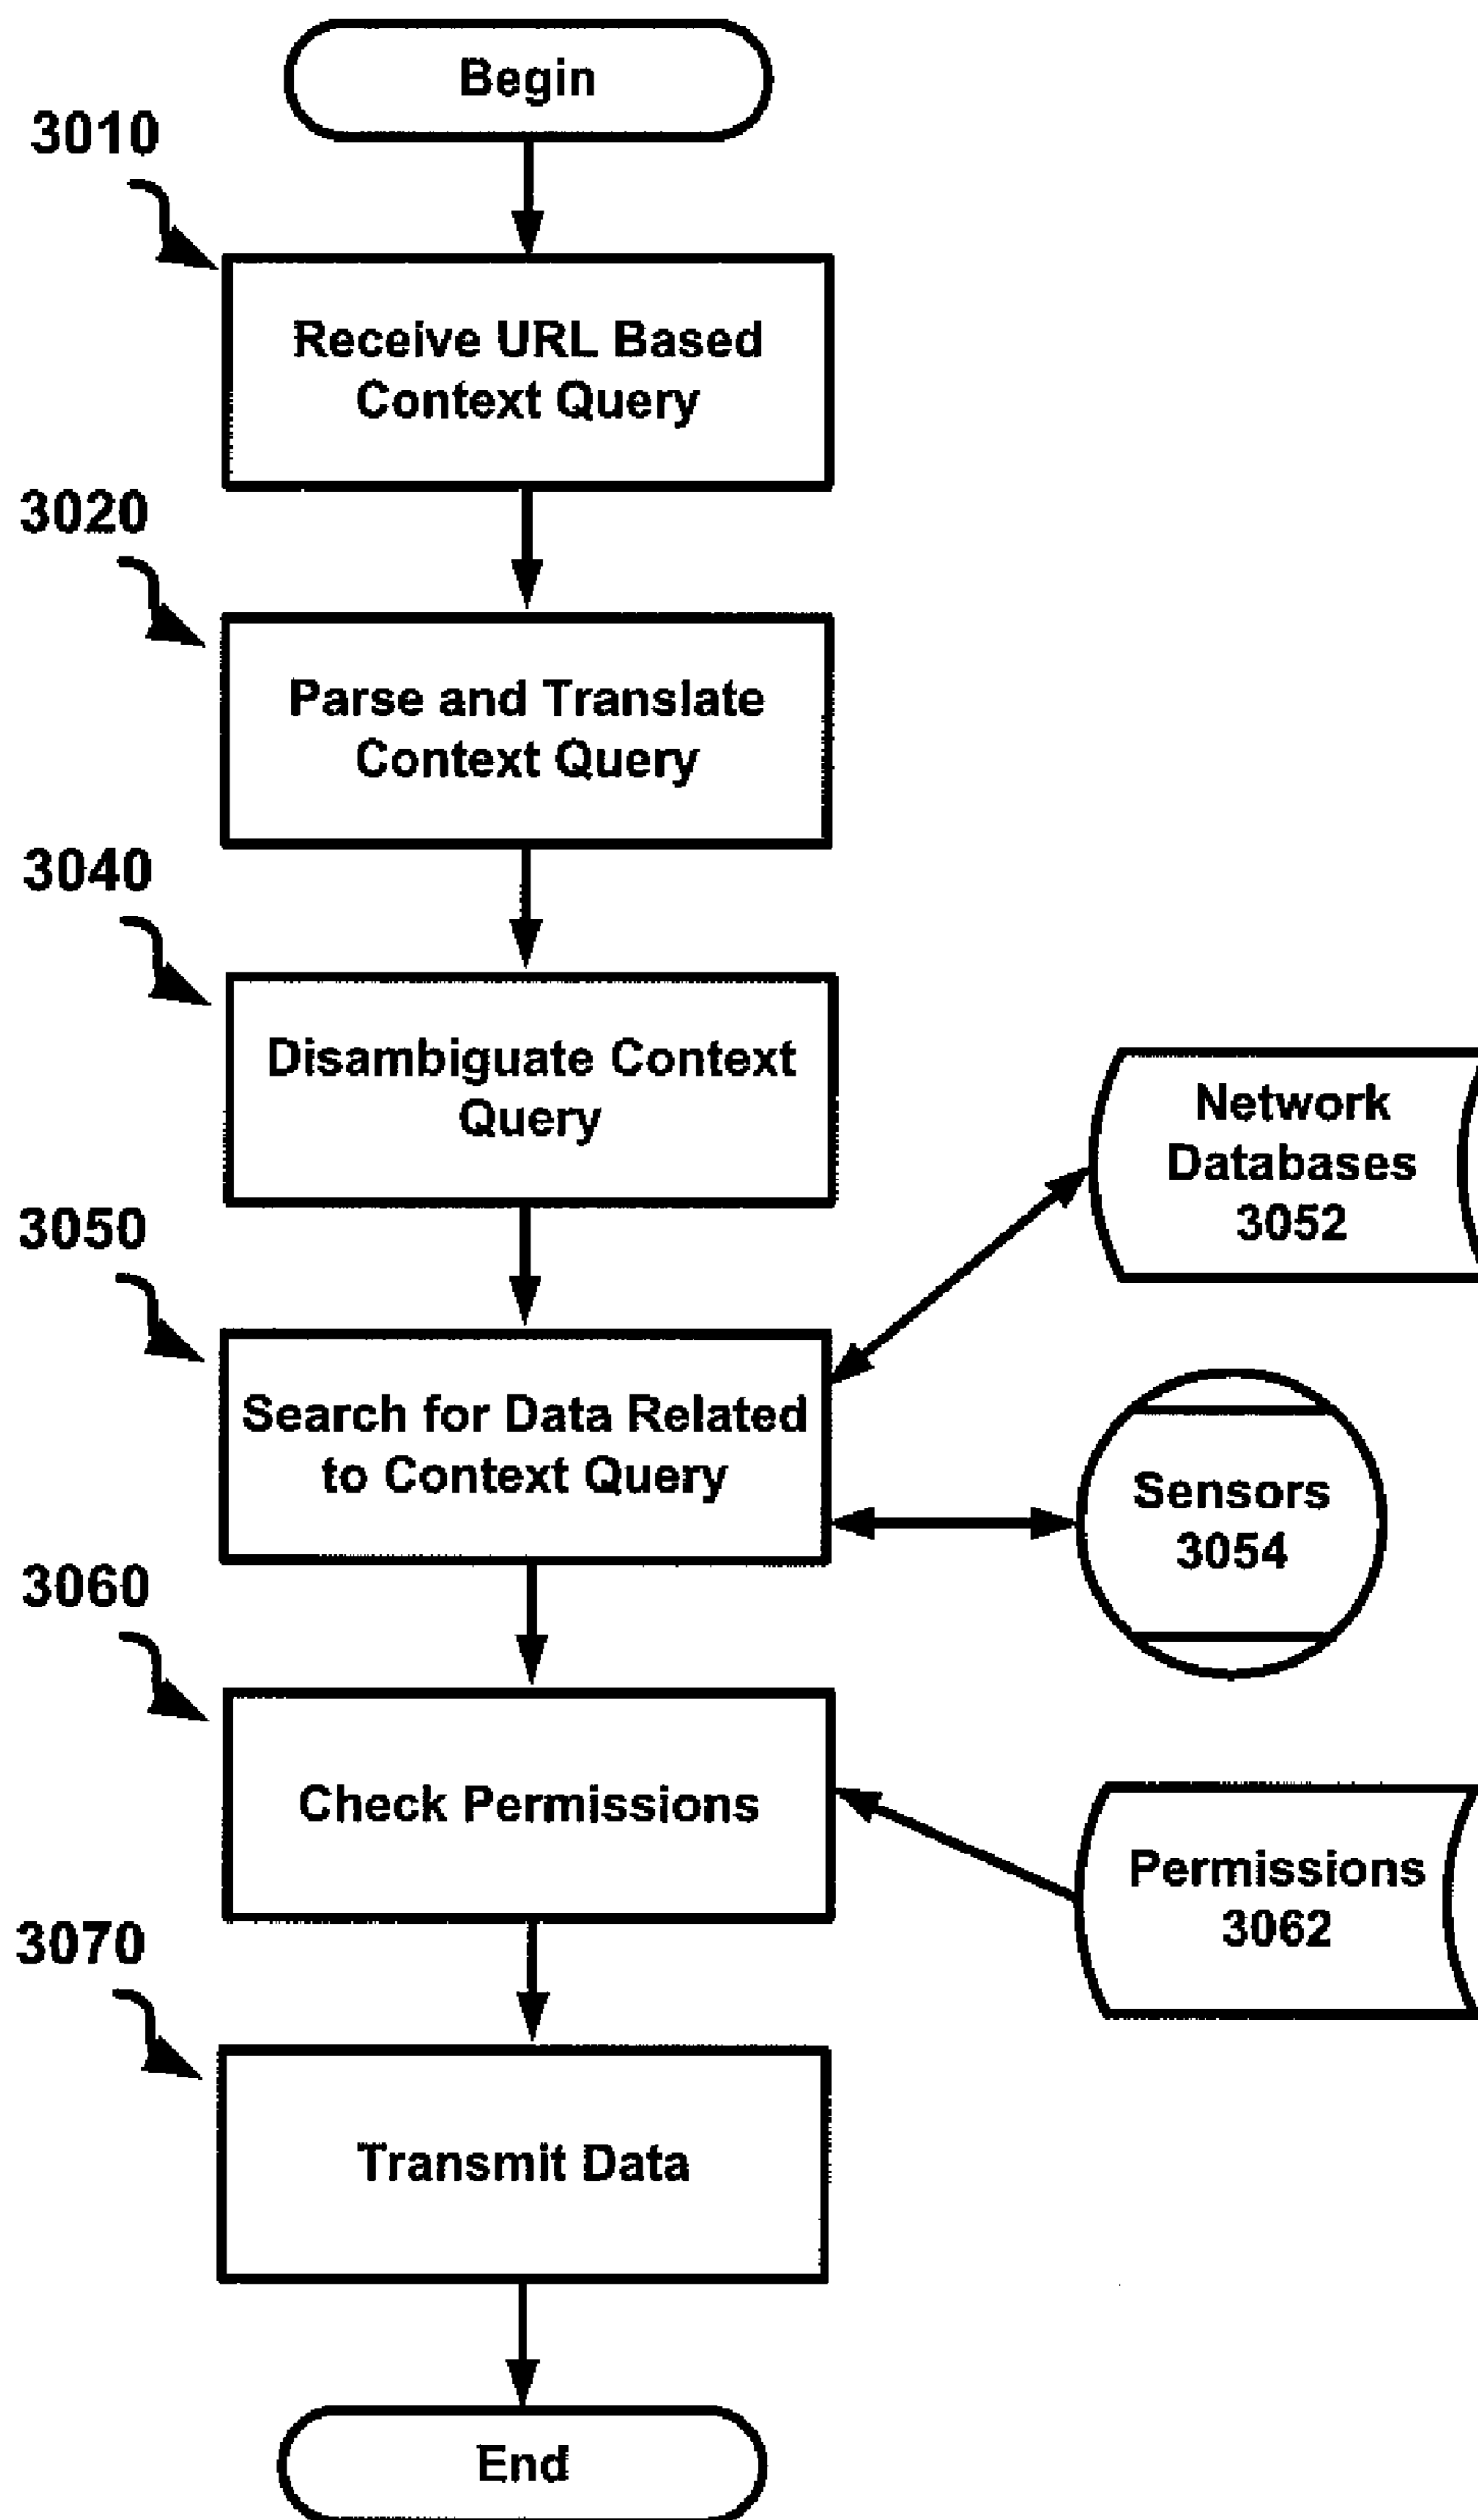 Begin
3010
Receive URL Based
Context Query
3020
Parse and Translate
Context Query
3040
Disambiguate Context
Query
Network
Databases
3052
3050
Search for Data Related
to Context Query
Sensors
3054
3060
Check Permissions
Permissions
3062
3070
Transmit Data
End